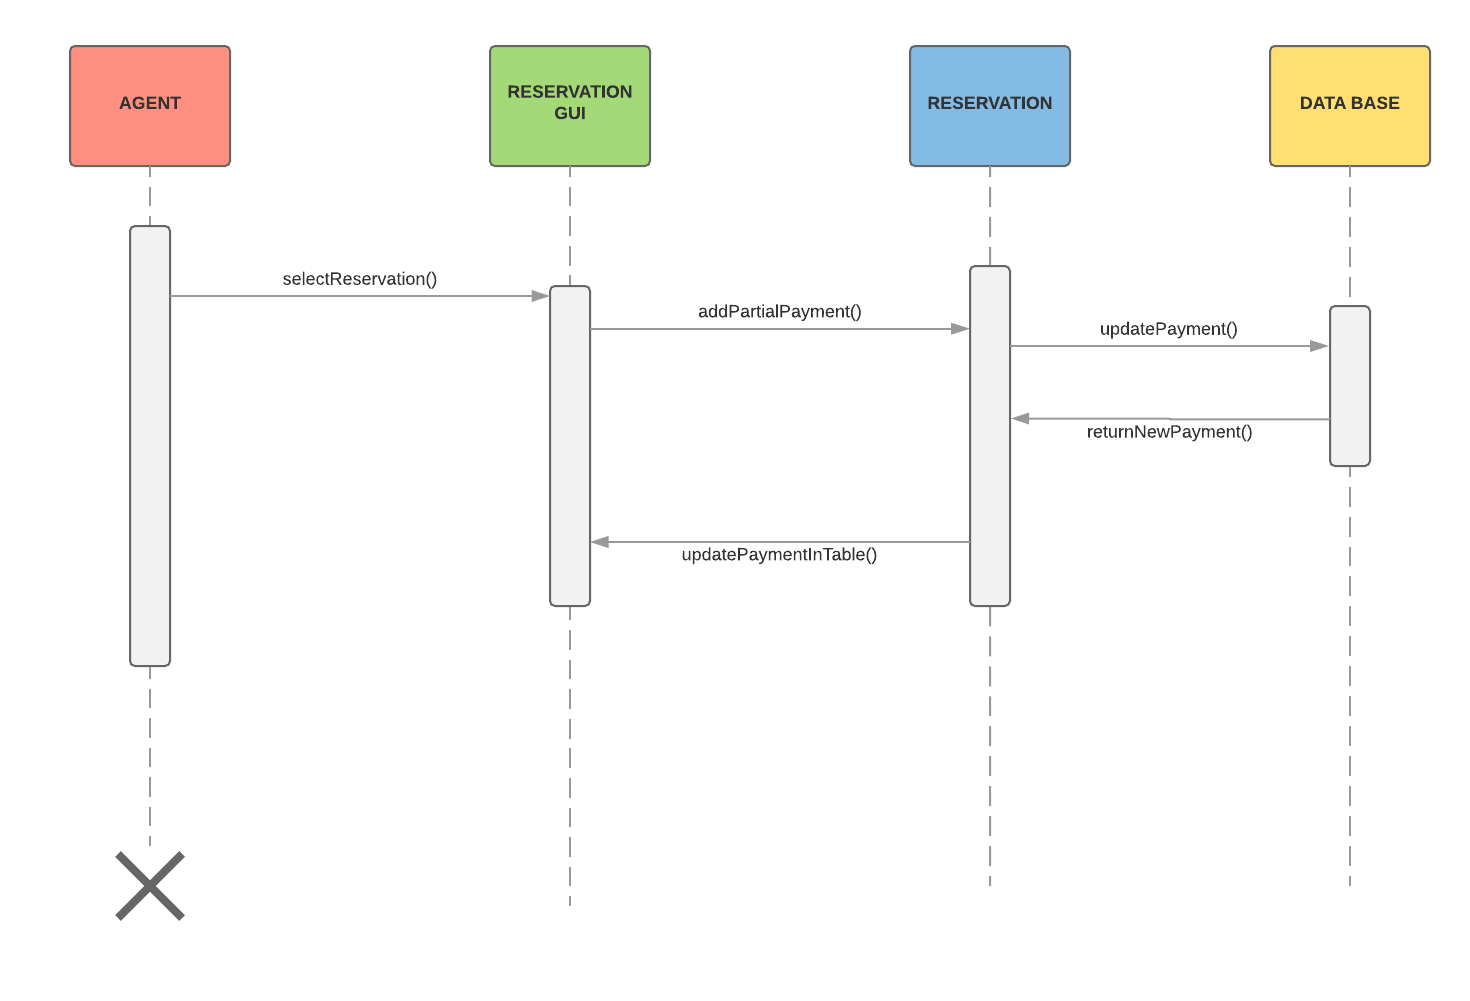 AGENT
RESERVATION
GUI
RESERVATION
DATA BASE
selectReservation()
addPartialPayment()
updatePayment()
returnNewPayment()
updatePaymentInTable()